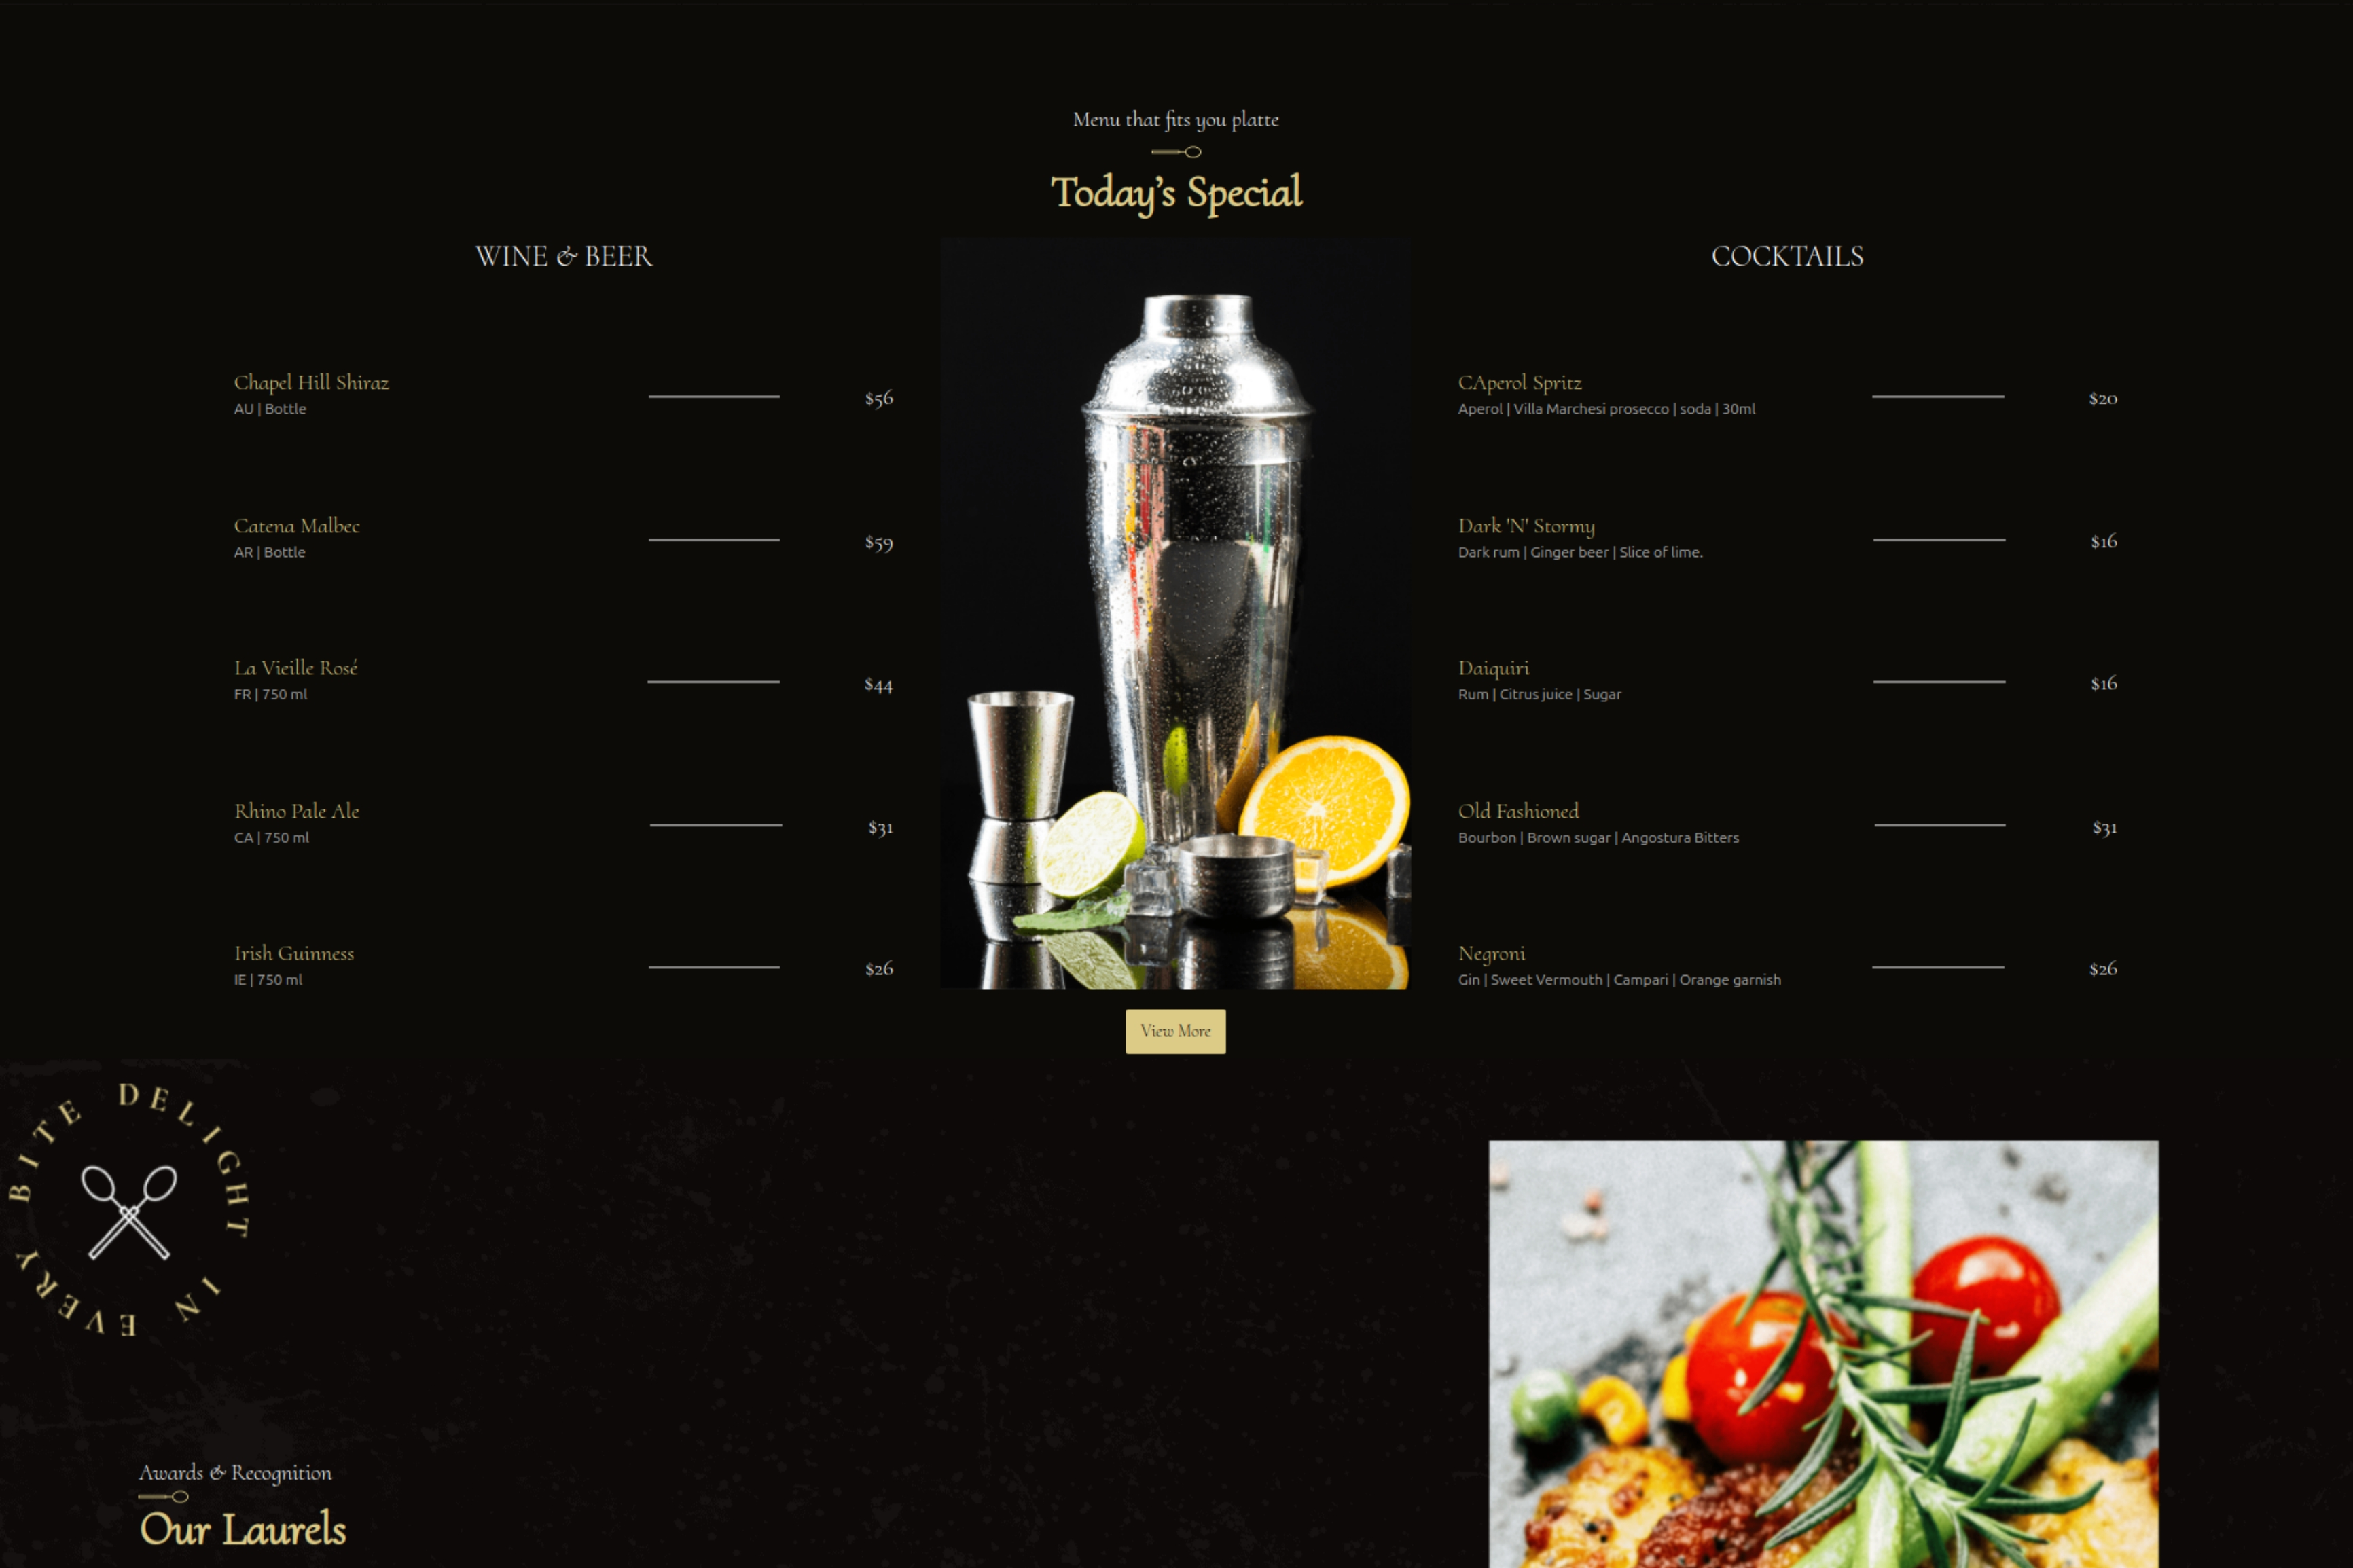 Menu that fits you platte
Today's Special
WINE & BEER
Chapel Hill Shiraz
AU | Bottle
$56
Catena Malbec
AR | Bottle
$59
La Vieille Rosé
FR | 750 ml
$44
Rhino Pale Ale
CA | 750 ml
$31
Irish Guinness
IE | 750 ml
$26
COCKTAILS
CAperol Spritz
Aperol | Villa Marchesi prosecco | soda | 30ml
$20
Dark 'N' Stormy
Dark rum | Ginger beer | Slice of lime.
$16
Daiquiri
Rum | Citrus juice | Sugar
$16
Old Fashioned
Bourbon | Brown sugar | Angostura Bitters
$31
Negroni
Gin | Sweet Vermouth | Campari | Orange garnish
$26
View More
DELIGHT IN EVERY BITE
Awards & Recognition
Our Laurels